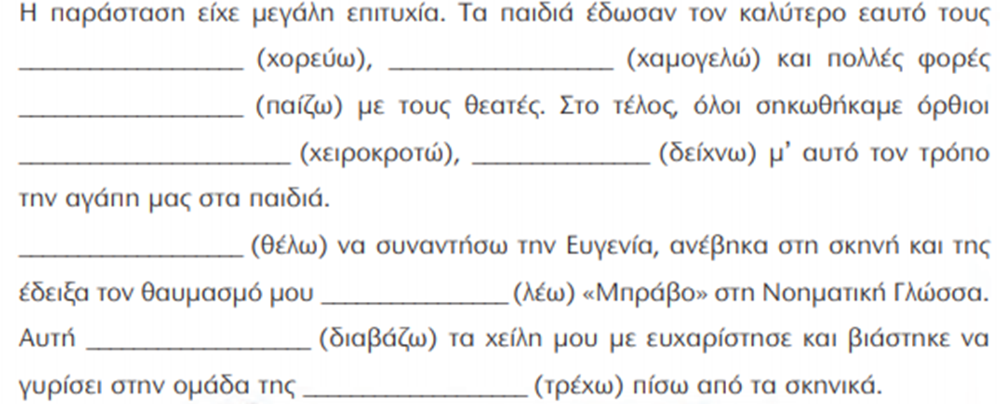 Η παράσταση είχε μεγάλη επιτυχία. Τα παιδιά έδωσαν τον καλύτερο εαυτό τους
________________ (χορεύω), ________________ (χαμογελώ) και πολλές φορές
________________ (παίζω) με τους θεατές. Στο τέλος, όλοι σηκωθήκαμε όρθιοι
___________________ (χειροκροτώ), ____________ (δείχνω) μ’ αυτό τον τρόπο
την αγάπη μας στα παιδιά.
________________ (θέλω) να συναντήσω την Ευγενία, ανέβηκα στη σκηνή και της
έδειξα τον θαυμασμό μου _____________ (λέω) «Μπράβο» στη Νοηματική Γλώσσα.
Αυτή ________________ (διαβάζω) τα χείλη μου με ευχαρίστησε και βιάστηκε να
γυρίσει στην ομάδα της ________________ (τρέχω) πίσω από τα σκηνικά.